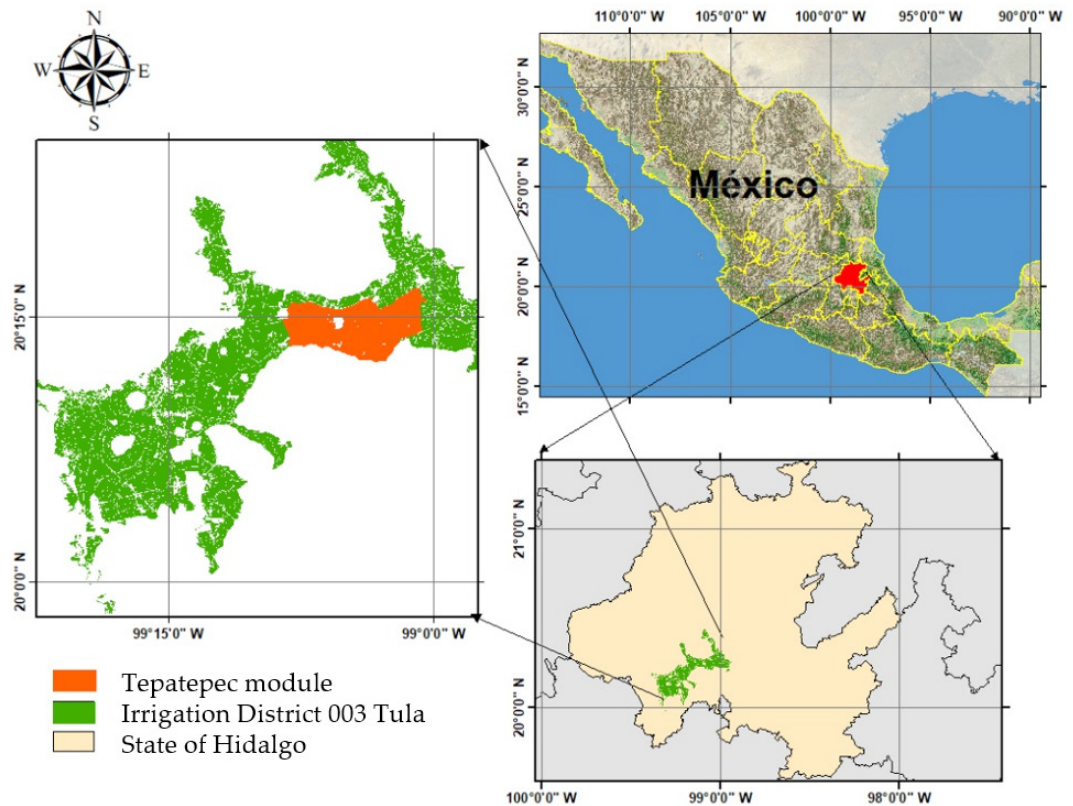 N
W E
S
110°0'0" W 105°0'0" W 100°0'0" W 95°0'0" W 90°0'0" W
30°0'0" N
25°0'0" N
20°0'0" N
15°0'0" N
México
20°15'0" N
20°0'0" N
99°15'0" W 99°0'0" W
21°0'0" N
20°0'0" N
100°0'0" W 99°0'0" W 98°0'0" W
Tepatepec module
Irrigation District 003 Tula
State of Hidalgo